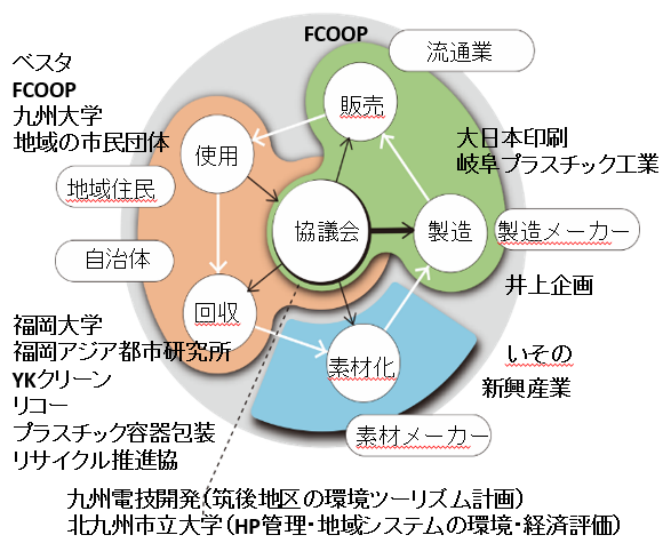 FCOOP
流通業
ベスタ
FCOOP
九州大学
地域の市民団体
販売
大日本印刷
岐阜プラスチック工業
使用
地域住民
協議会
製造
製造メーカー
自治体
井上企画
回収
福岡大学
福岡アジア都市研究所
YKクリーン
リコー
プラスチック容器包装
リサイクル推進協
素材化
いその
新興産業
素材メーカー
九州電技開発(筑後地区の環境ツーリズム計画)
北九州市立大学(HP管理・地域システムの環境・経済評価)